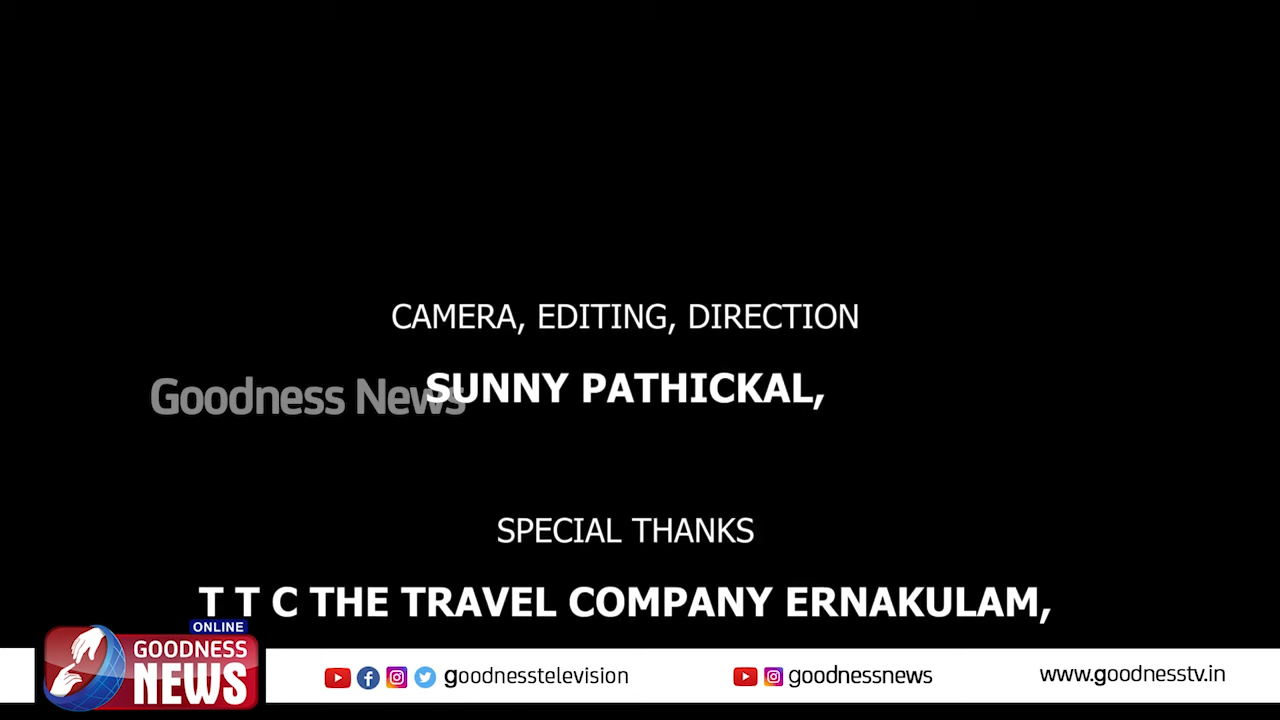 CAMERA, EDITING, DIRECTION
Goodness News
SUNNY PATHICKAL,
SPECIAL THANKS
T T C THE TRAVEL COMPANY ERNAKULAM,
ONLINE
GOODNESS
NEWS
goodnesstelevision
goodnessnews
www.goodnesstv.in